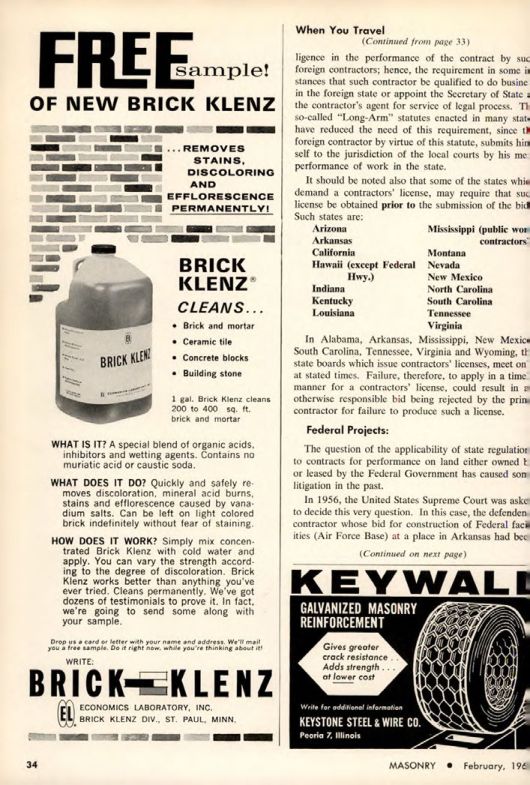 FREE
sample!
OF NEW BRICK KLENZ
...REMOVES
STAINS,
DISCOLORING
AND
EFFLORESCENCE
PERMANENTLY!
BRICK KLENZ
BRICK
KLENZ®
CLEANS...
• Brick and mortar
• Ceramic tile
• Concrete blocks
• Building stone
1 gal. Brick Klenz cleans
200 to 400 sq. ft.
brick and mortar
WHAT IS IT? A special blend of organic acids,
inhibitors and wetting agents. Contains no
muriatic acid or caustic soda.
WHAT DOES IT DO? Quickly and safely re-
moves discoloration, mineral acid burns,
stains and efflorescence caused by vana-
dium salts. Can be left on light colored
brick indefinitely without fear of staining.
HOW DOES IT WORK? Simply mix concen-
trated Brick Klenz with cold water and
apply. You can vary the strength accord-
ing to the degree of discoloration. Brick
Klenz works better than anything you've
ever tried. Cleans permanently. We've got
dozens of testimonials to prove it. In fact,
we're going to send some along with
your sample.
Drop us a card or letter with your name and address. We'll mail
you a free sample. Do it right now, while you're thinking about it!
WRITE:
BRICK KLENZ
EL
ECONOMICS LABORATORY, INC.
BRICK KLENZ DIV., ST. PAUL, MINN.
34
When You Travel
(Continued from page 33)
ligence in the performance of the contract by suc
foreign contractors; hence, the requirement in some i
stances that such contractor be qualified to do busine
in the foreign state or appoint the Secretary of State
the contractor's agent for service of legal process. Th
so-called "Long-Arm" statutes enacted in many stat
have reduced the need of this requirement, since t
foreign contractor by virtue of this statute, submits him
self to the jurisdiction of the local courts by his me
performance of work in the state.
It should be noted also that some of the states whi
demand a contractors' license, may require that suc
license be obtained prior to the submission of the bid
Such states are:
Arizona
Arkansas
California
Hawaii (except Federal
Hwy.)
Indiana
Kentucky
Louisiana
Mississippi (public wor
contractors'
Montana
Nevada
New Mexico
North Carolina
South Carolina
Tennessee
Virginia
In Alabama, Arkansas, Mississippi, New Mexic
South Carolina, Tennessee, Virginia and Wyoming, th
state boards which issue contractors' licenses, meet on
at stated times. Failure, therefore, to apply in a time
manner for a contractors' license, could result in a
otherwise responsible bid being rejected by the prim
contractor for failure to produce such a license.
Federal Projects:
The question of the applicability of state regulation
to contracts for performance on land either owned b
or leased by the Federal Government has caused som
litigation in the past.
In 1956, the United States Supreme Court was aske
to decide this very question. In this case, the defenden
contractor whose bid for construction of Federal facil
ities (Air Force Base) at a place in Arkansas had bee
(Continued on next page)
KEYWALL
GALVANIZED MASONRY
REINFORCEMENT
Gives greater
crack resistance . .
Adds strength . . .
at lower cost
Write for additional information
KEYSTONE STEEL & WIRE CO.
Peoria 7, Illinois
MASONRY • February, 196